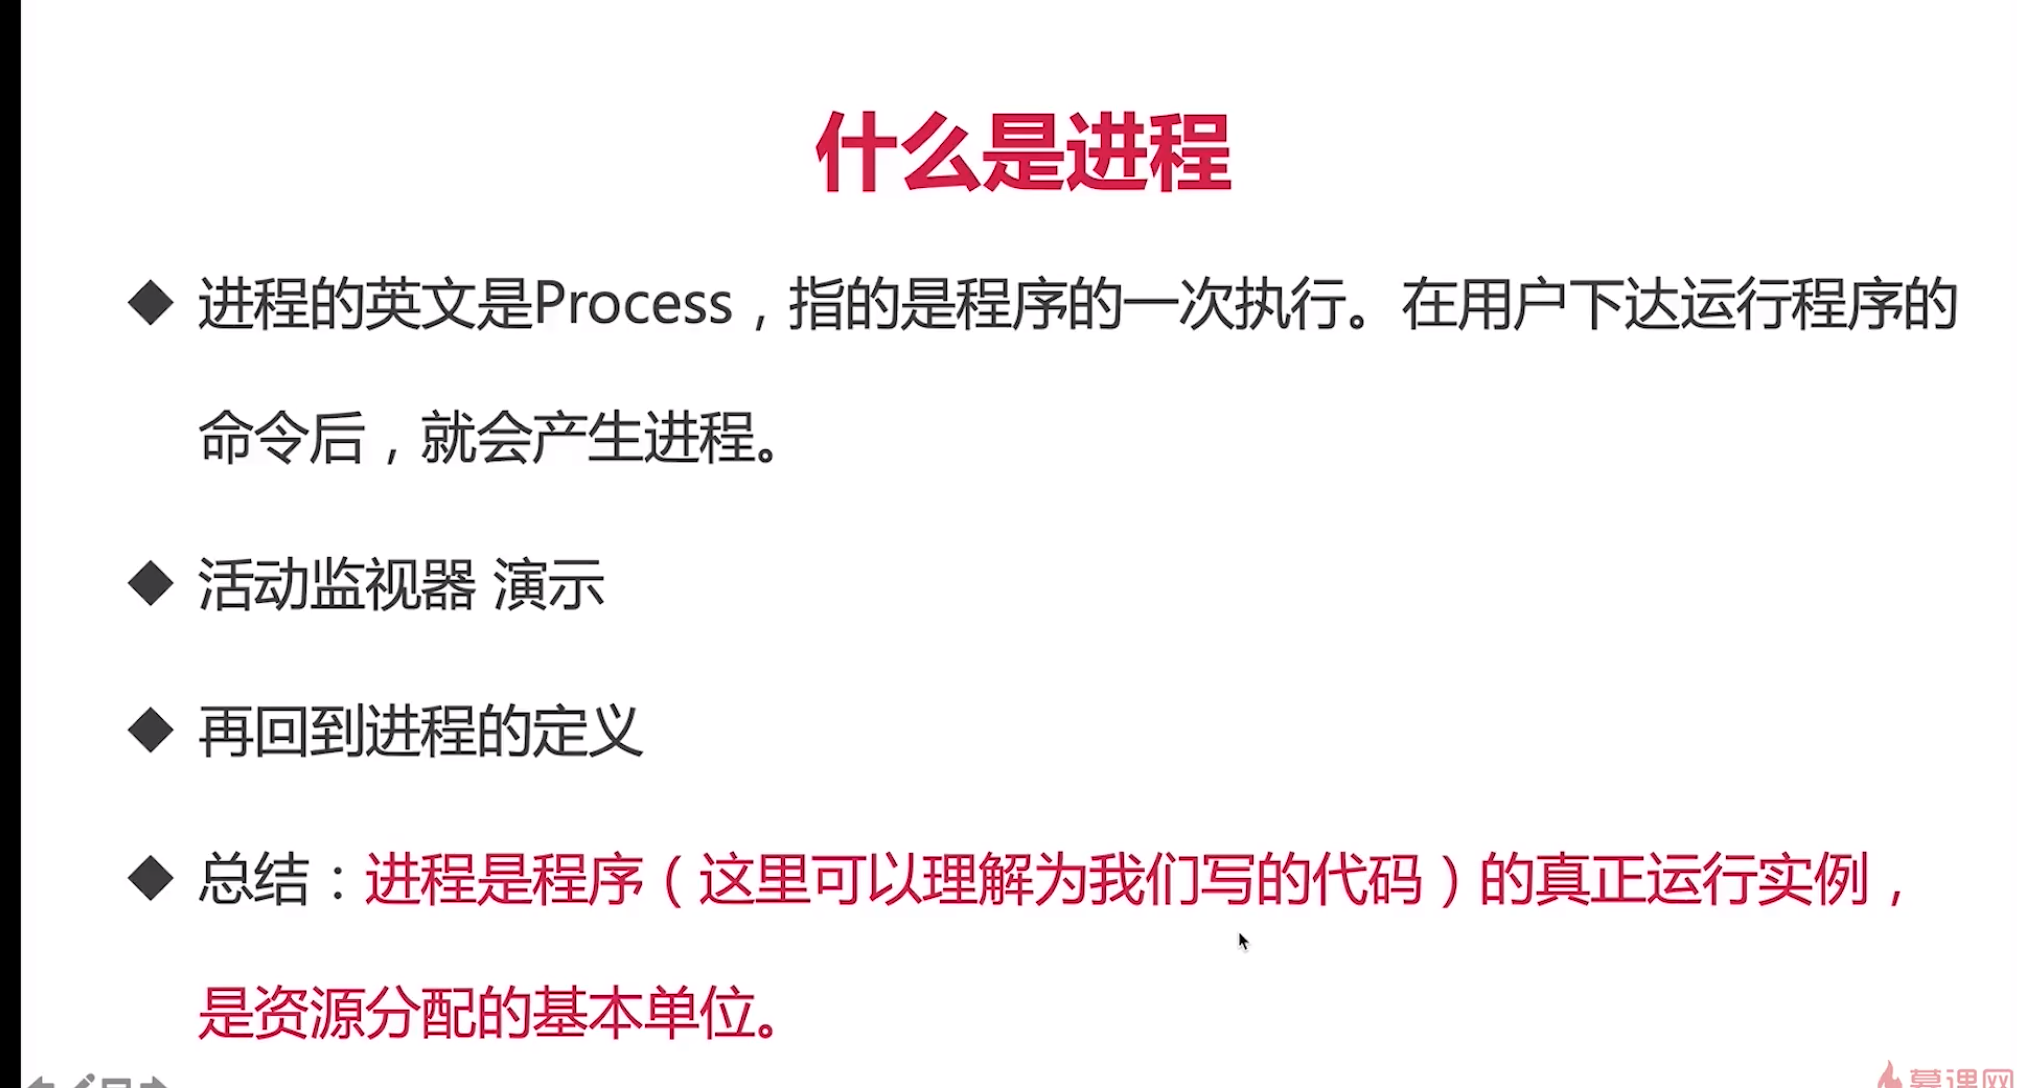 什么是进程
进程的英文是Process，指的是程序的一次执行。在用户下达运行程序的
命令后，就会产生进程。
活动监视器 演示
再回到进程的定义
总结：进程是程序（这里可以理解为我们写的代码）的真正运行实例，
是资源分配的基本单位。
慕课网